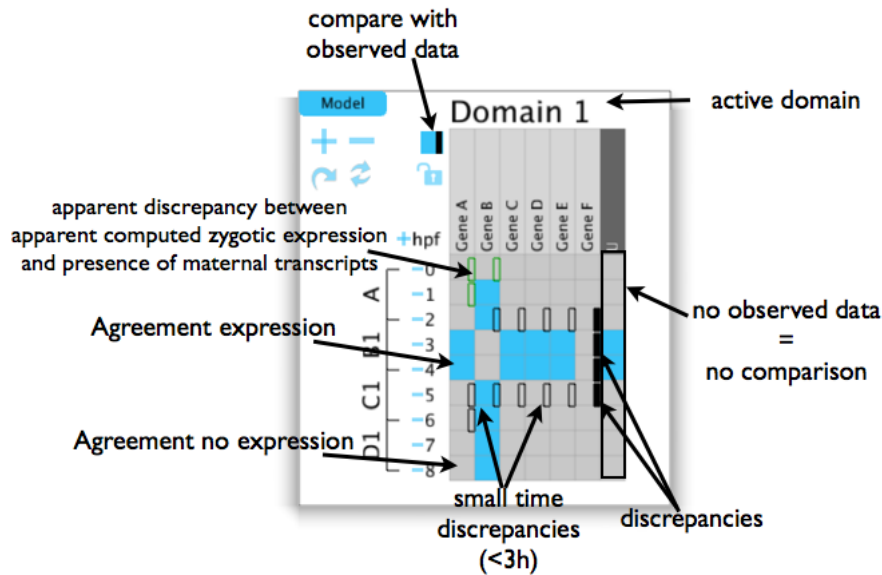 compare with
observed data
Model
Domain 1
active domain
Gene A
Gene B
Gene C
Gene D
Gene E
Gene F
U
apparent discrepancy between
apparent computed zygotic expression
and presence of maternal transcripts
+hpf
0
1
2
3
4
5
6
7
8
A
B1
C1
D1
Agreement expression
Agreement no expression
no observed data
=
no comparison
small time
discrepancies
(<3h)
discrepancies